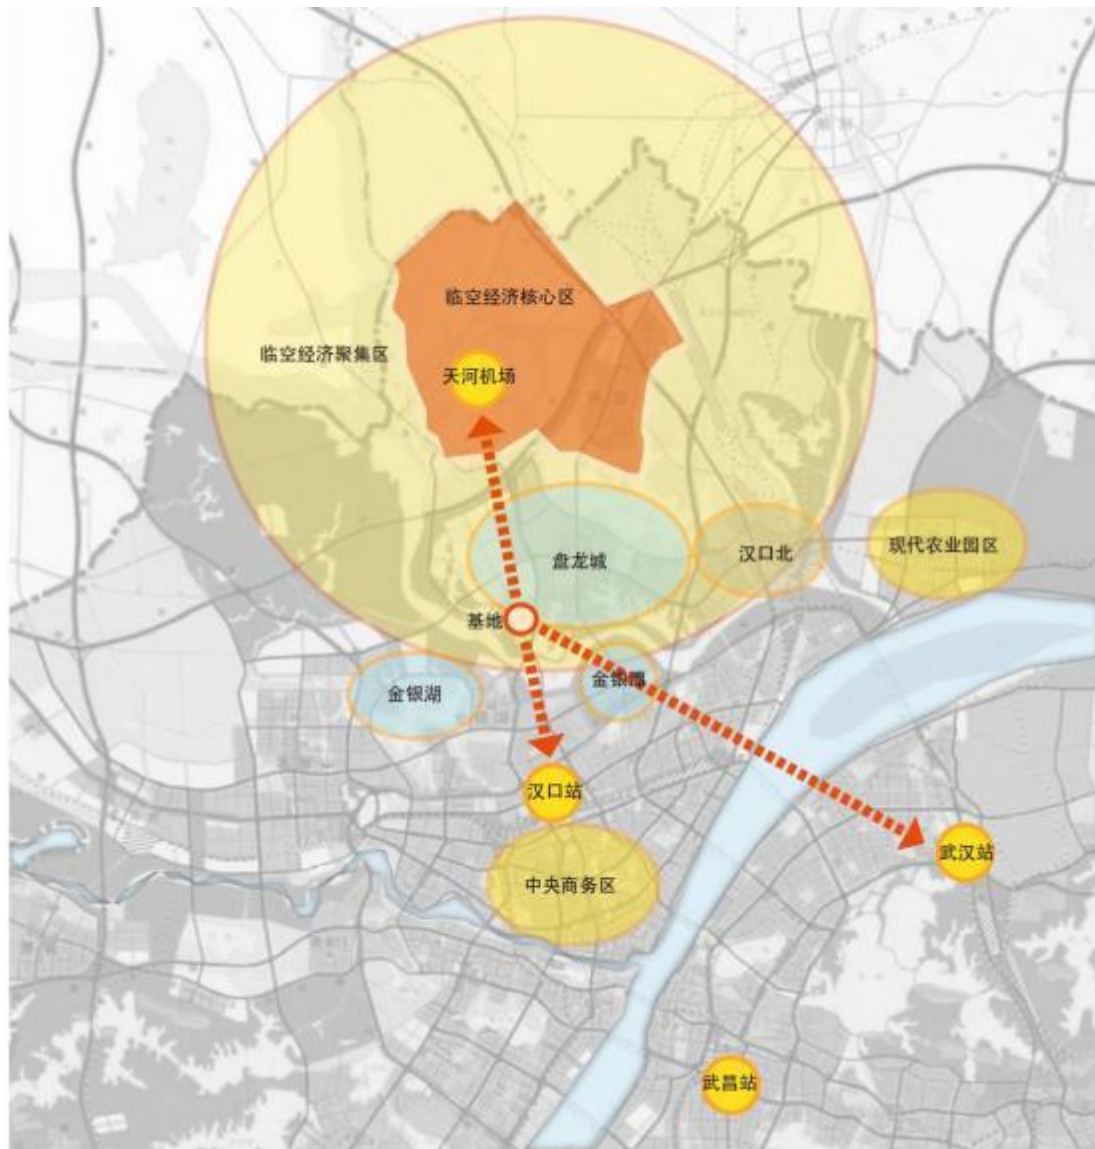 临空经济核心区
临空经济聚集区
天河机场
盘龙城
汉口北
现代农业园区
基地
金银湖
金银潭
汉口站
武汉站
中央商务区
武昌站